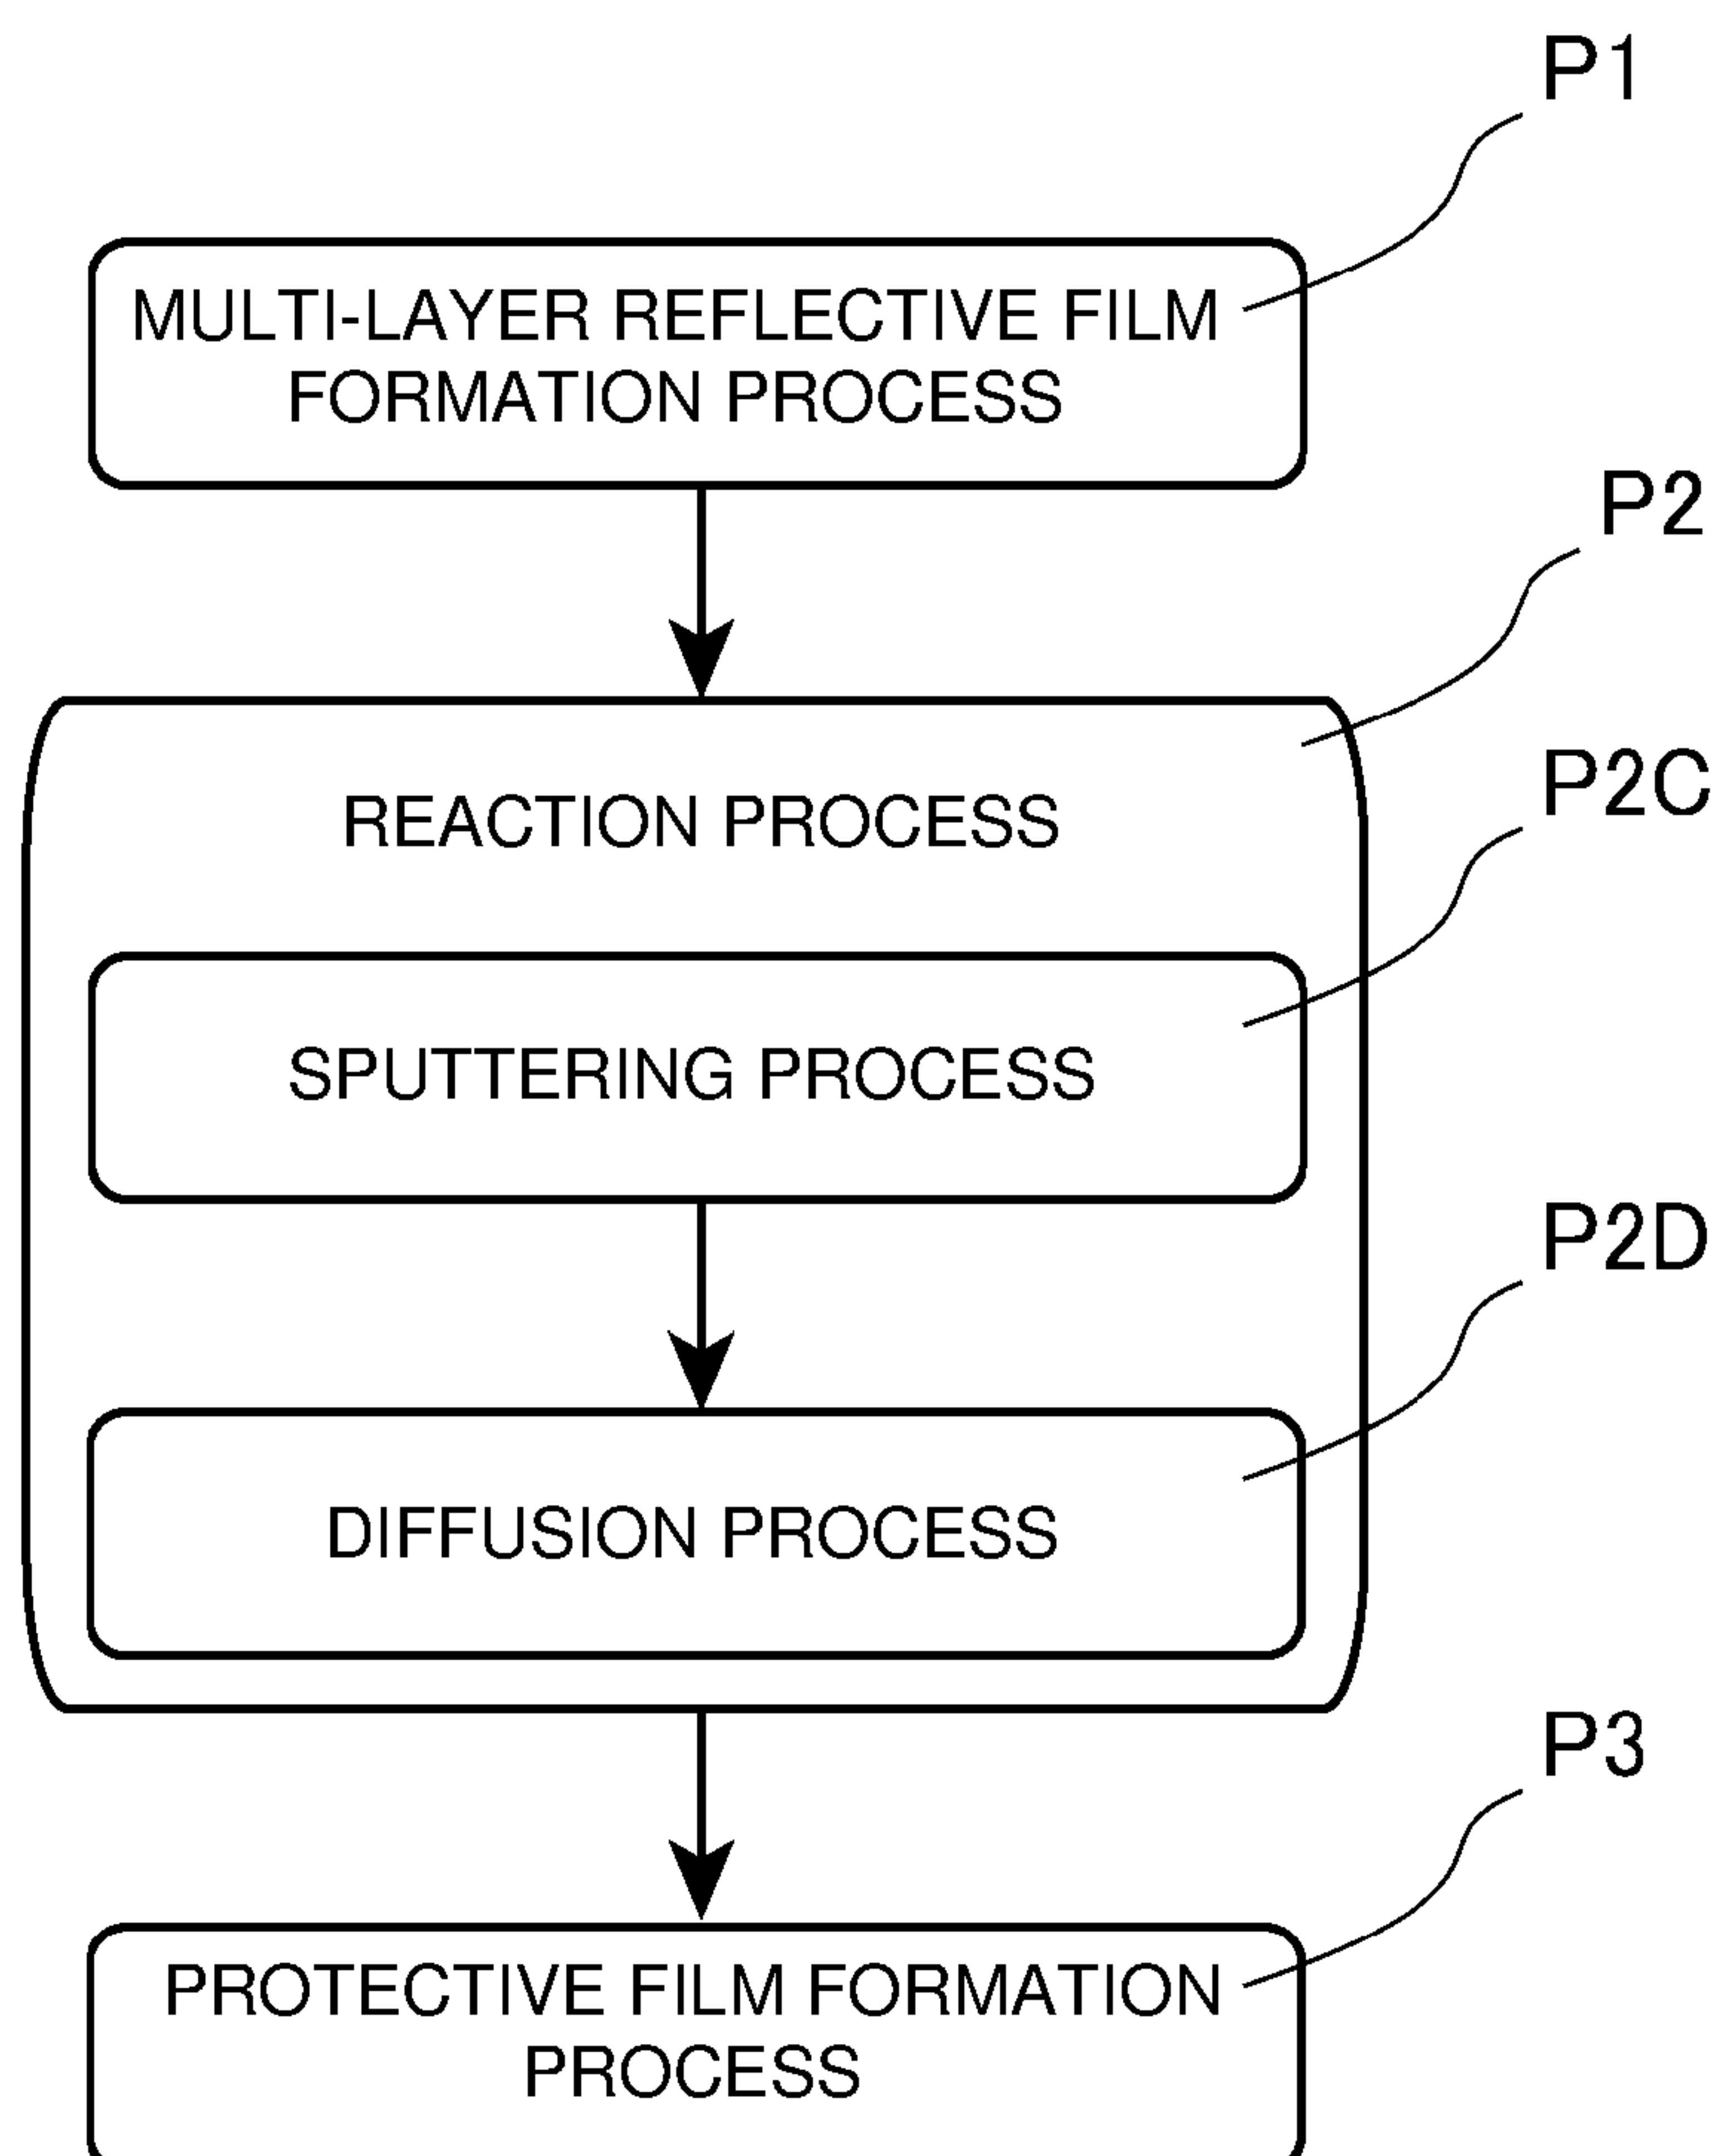 P1
MULTI-LAYER REFLECTIVE FILM
FORMATION PROCESS
P2
REACTION PROCESS
P2C
SPUTTERING PROCESS
P2D
DIFFUSION PROCESS
P3
PROTECTIVE FILM FORMATION
PROCESS